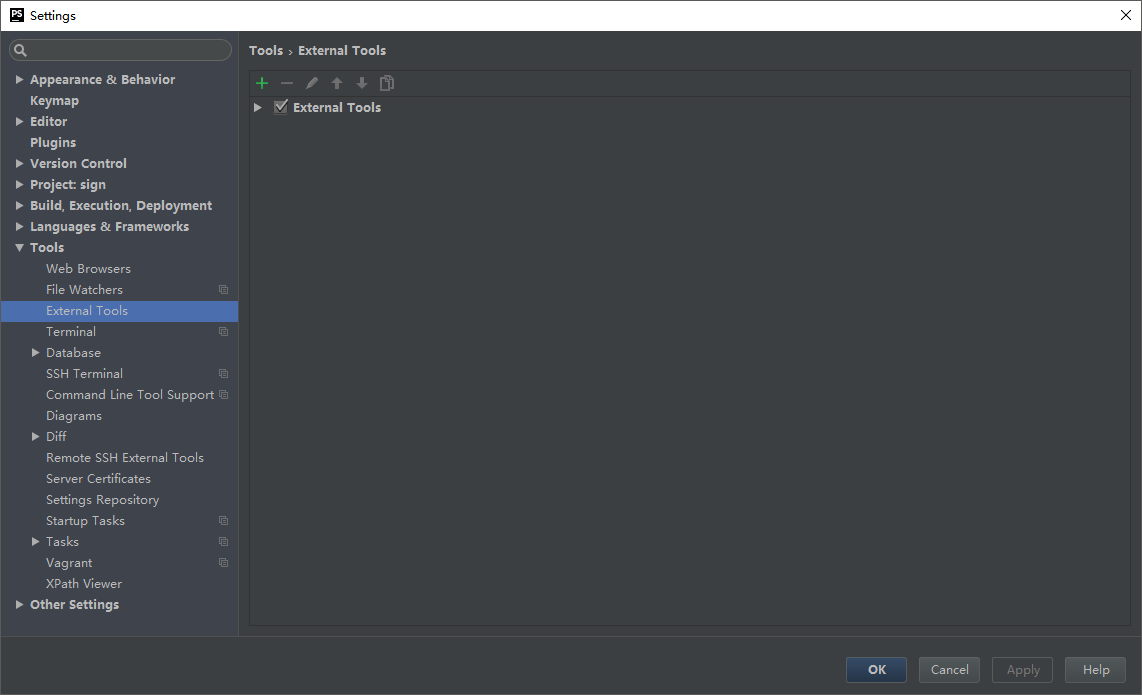 PS Settings
Tools › External Tools
External Tools
Appearance & Behavior
Keymap
Editor
Plugins
Version Control
Project: sign
Build, Execution, Deployment
Languages & Frameworks
Tools
Web Browsers
File Watchers
External Tools
Terminal
Database
SSH Terminal
Command Line Tool Support
Diagrams
Diff
Remote SSH External Tools
Server Certificates
Settings Repository
Startup Tasks
Tasks
Vagrant
XPath Viewer
Other Settings
OK Cancel Apply Help